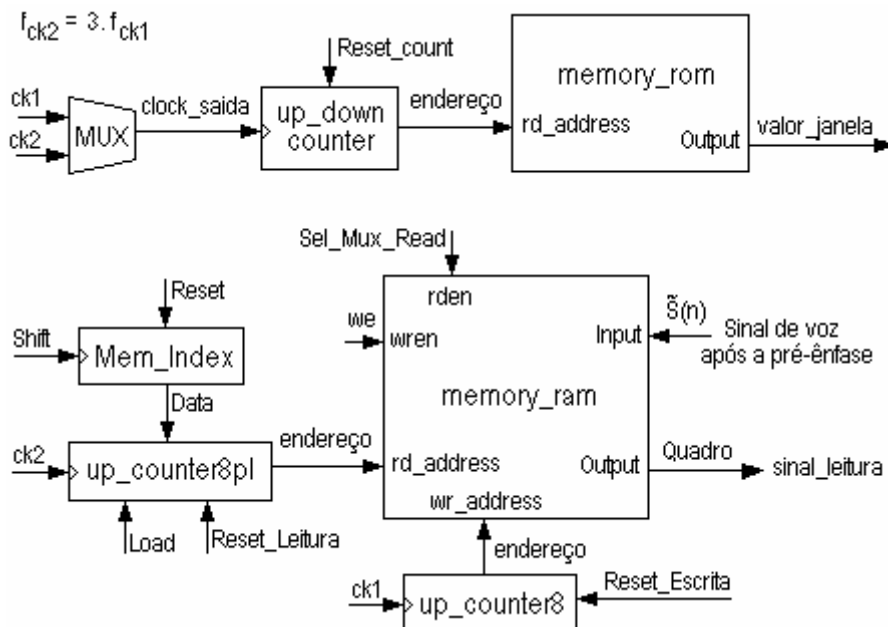 f ck2 = 3. f ck1
Reset_count
ck1
ck2
MUX
clock_saida
up_down
counter
endereço
memory_rom
rd_address
Output
valor_janela
Sel_Mux_Read
Reset
Shift
Mem_Index
Data
ck2
up_counter8pl
Load
Reset_Leitura
endereço
rden
we
wren
Input
S̃(n)
Sinal de voz
após a pré-ênfase
memory_ram
rd_address
Output
Quadro
sinal_leitura
wr_address
endereço
ck1
up_counter8
Reset_Escrita